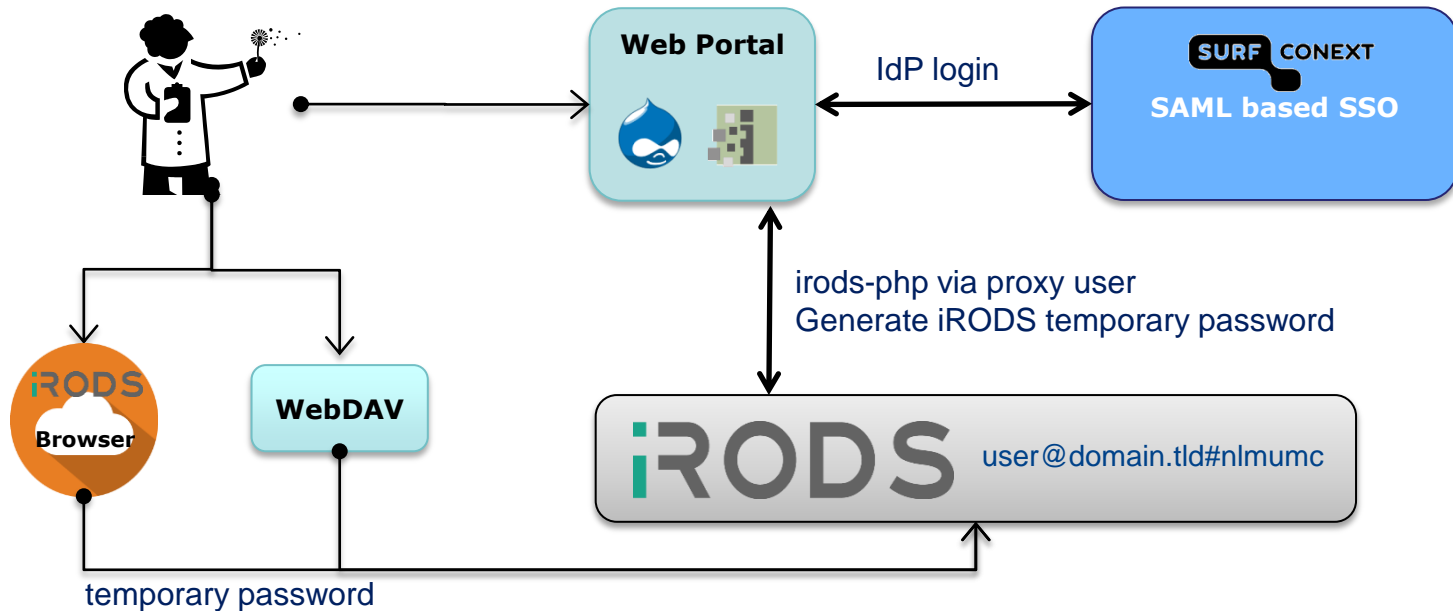 Web Portal
IdP login
SURF CONEXT
SAML based SSO
irods-php via proxy user
Generate iRODS temporary password
iRODS
Browser
WebDAV
iRODS
user@domain.tld#nlmumc
temporary password